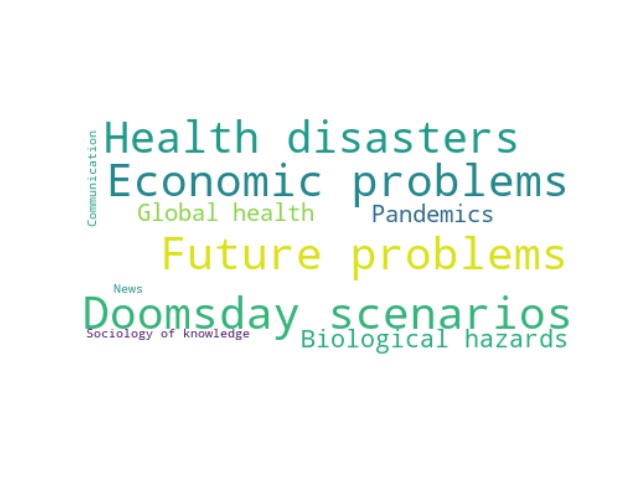 Communication
Health disasters
Economic problems
Global health
Pandemics
Future problems
News
Doomsday scenarios
Sociology of knowledge
Biological hazards